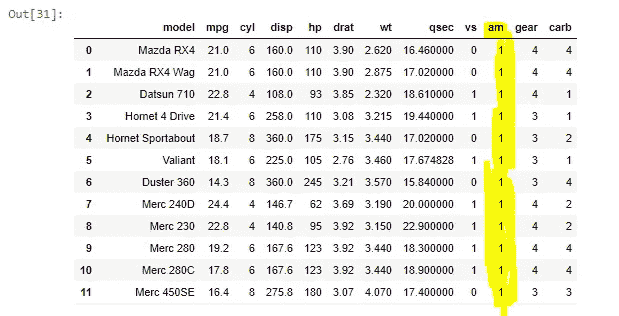 Out[31]:
model mpg cyl disp hp drat wt qsec vs am gear carb
0 Mazda RX4 21.0 6 160.0 110 3.90 2.620 16.460000 0 1 4 4
1 Mazda RX4 Wag 21.0 6 160.0 110 3.90 2.875 17.020000 0 1 4 4
2 Datsun 710 22.8 4 108.0 93 3.85 2.320 18.610000 1 1 4 1
3 Hornet 4 Drive 21.4 6 258.0 110 3.08 3.215 19.440000 1 1 3 1
4 Hornet Sportabout 18.7 8 360.0 175 3.15 3.440 17.020000 0 1 3 2
5 Valiant 18.1 6 225.0 105 2.76 3.460 17.674828 1 1 3 1
6 Duster 360 14.3 8 360.0 245 3.21 3.570 15.840000 0 1 3 4
7 Merc 240D 24.4 4 146.7 62 3.69 3.190 20.000000 1 1 4 2
8 Merc 230 22.8 4 140.8 95 3.92 3.150 22.900000 1 1 4 2
9 Merc 280 19.2 6 167.6 123 3.92 3.440 18.300000 1 1 4 4
10 Merc 280C 17.8 6 167.6 123 3.92 3.440 18.900000 1 1 4 4
11 Merc 450SE 16.4 8 275.8 180 3.07 4.070 17.400000 0 1 3 3